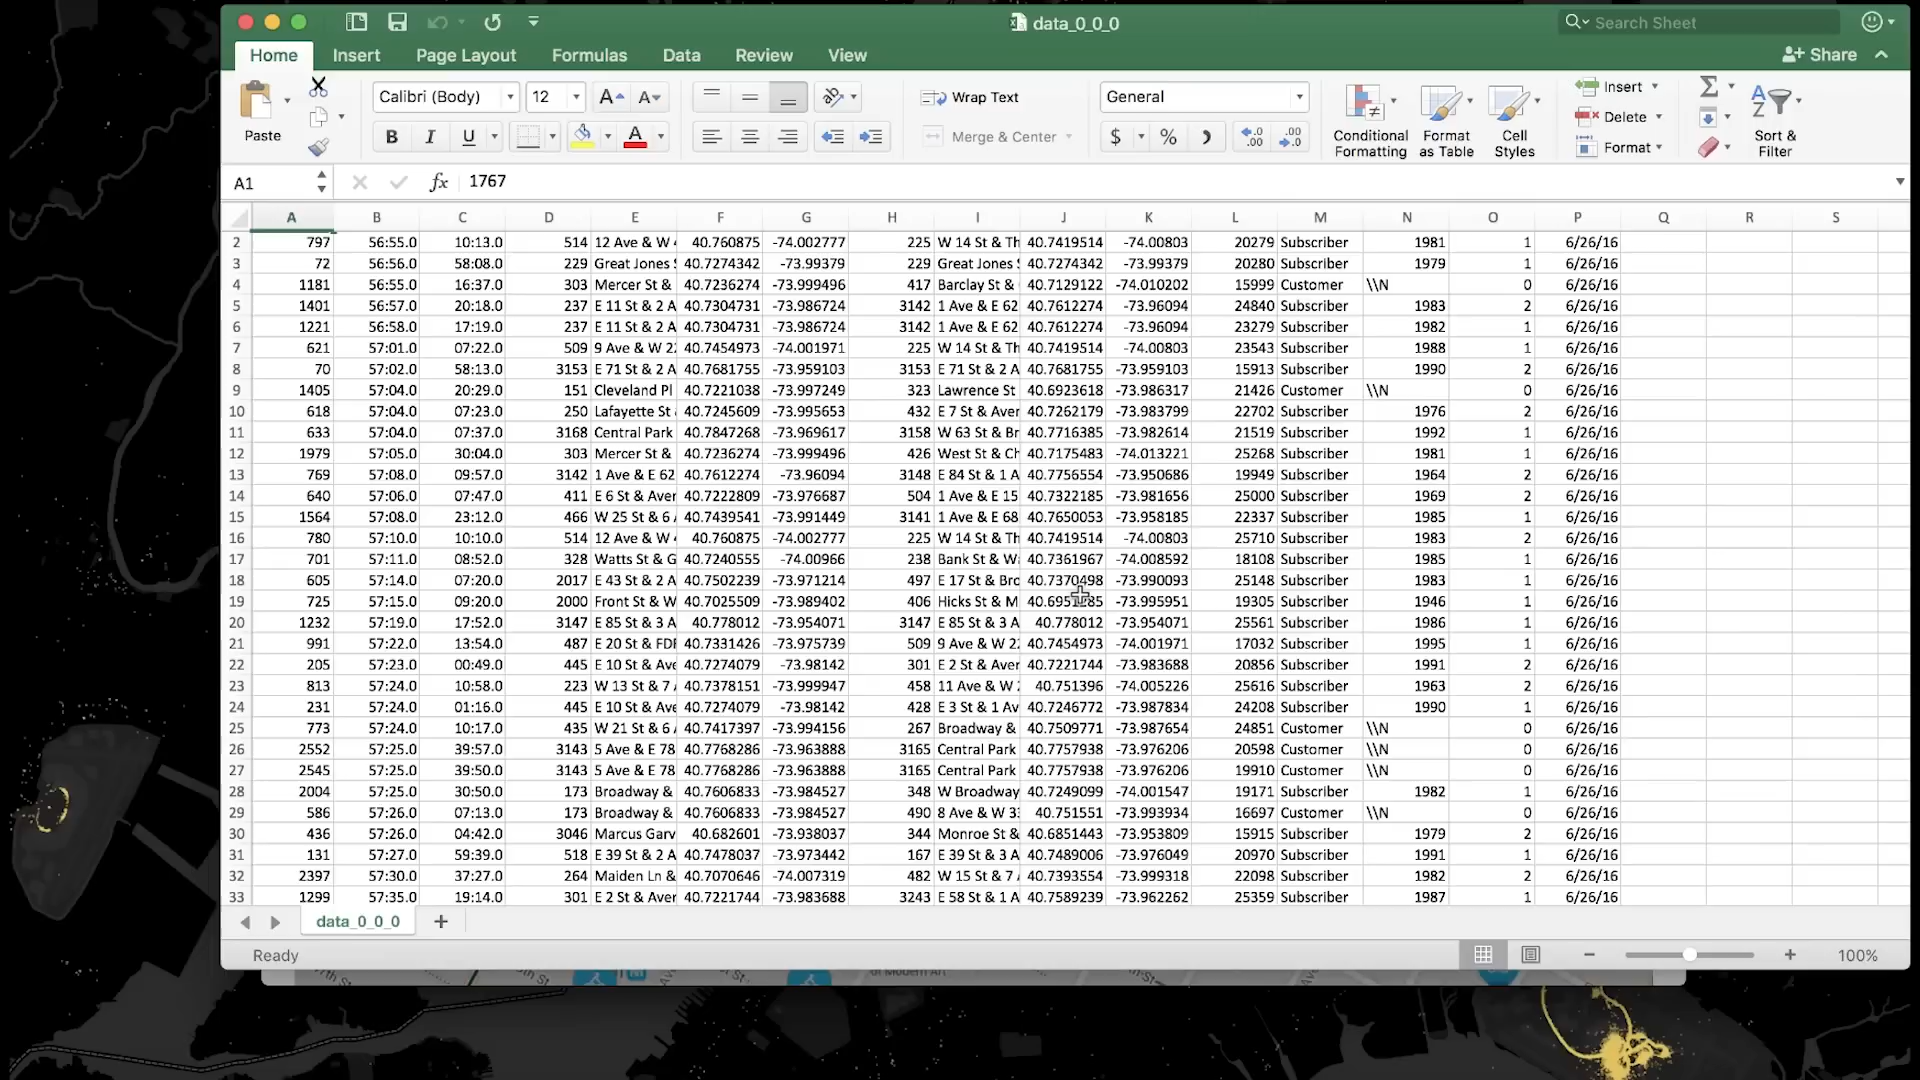 data_0_0_0
Search Sheet
Home Insert Page Layout Formulas Data Review View
Share
Paste
Calibri (Body) 12
Wrap Text
Merge & Center
General
Conditional Formatting
Format as Table
Cell Styles
Insert
Delete
Format
Sort & Filter
A1 fx 1767
A B C D E F G H I J K L M N O P Q R S
2 797 56:55.0 10:13.0 514 12 Ave & W 40.760875 -74.002777 225 W 14 St & Th 40.7419514 -74.00803 20279 Subscriber 1981 1 6/26/16
3 72 56:56.0 58:08.0 229 Great Jones 40.7274342 -73.99379 229 Great Jones 40.7274342 -73.99379 20280 Subscriber 1979 1 6/26/16
4 1181 56:55.0 16:37.0 303 Mercer St & 40.7236274 -73.999496 417 Barclay St & 40.7129122 -74.010202 15999 Customer \\N 0 6/26/16
5 1401 56:57.0 20:18.0 237 E 11 St & 2 A 40.7304731 -73.986724 3142 1 Ave & E 62 40.7612274 -73.96094 24840 Subscriber 1983 2 6/26/16
6 1221 56:58.0 17:19.0 237 E 11 St & 2 A 40.7304731 -73.986724 3142 1 Ave & E 62 40.7612274 -73.96094 23279 Subscriber 1982 1 6/26/16
7 621 57:01.0 07:22.0 509 9 Ave & W 22 40.7454973 -74.001971 225 W 14 St & Th 40.7419514 -74.00803 23543 Subscriber 1988 1 6/26/16
8 70 57:02.0 58:13.0 3153 E 71 St & 2 A 40.7681755 -73.959103 3153 E 71 St & 2 A 40.7681755 -73.959103 15913 Subscriber 1990 2 6/26/16
9 1405 57:04.0 20:29.0 151 Cleveland Pl 40.7221038 -73.997249 323 Lawrence St 40.6923618 -73.986317 21426 Customer \\N 0 6/26/16
10 618 57:04.0 07:23.0 250 Lafayette St 40.7245609 -73.995653 432 E 7 St & Aven 40.7262179 -73.983799 22702 Subscriber 1976 2 6/26/16
11 633 57:04.0 07:37.0 3168 Central Park 40.7847268 -73.969617 3158 W 63 St & Br 40.7716385 -73.982614 21519 Subscriber 1992 1 6/26/16
12 1979 57:05.0 30:04.0 303 Mercer St & 40.7236274 -73.999496 426 West St & Ch 40.7175483 -74.013221 25268 Subscriber 1981 1 6/26/16
13 769 57:08.0 09:57.0 3142 1 Ave & E 62 40.7612274 -73.96094 3148 E 84 St & 1 A 40.7756554 -73.950686 19949 Subscriber 1964 2 6/26/16
14 640 57:06.0 07:47.0 411 E 6 St & Aven 40.7222809 -73.976687 504 1 Ave & E 15 40.7322185 -73.981656 25000 Subscriber 1969 2 6/26/16
15 1564 57:08.0 23:12.0 466 W 25 St & 6 40.7439541 -73.991449 3141 1 Ave & E 68 40.7650053 -73.958185 22337 Subscriber 1985 1 6/26/16
16 780 57:10.0 10:10.0 514 12 Ave & W 40.760875 -74.002777 225 W 14 St & Th 40.7419514 -74.00803 25710 Subscriber 1983 2 6/26/16
17 701 57:11.0 08:52.0 328 Watts St & G 40.7240555 -74.00966 238 Bank St & W 40.7361967 -74.008592 18108 Subscriber 1985 1 6/26/16
18 605 57:14.0 07:20.0 2017 E 43 St & 2 A 40.7502239 -73.971214 497 E 17 St & Bro 40.7370498 -73.990093 25148 Subscriber 1983 1 6/26/16
19 725 57:15.0 09:20.0 2000 Front St & W 40.7025509 -73.989402 406 Hicks St & M -73.995951 19305 Subscriber 1946 1 6/26/16
20 1232 57:19.0 17:52.0 3147 E 85 St & 3 A 40.778012 -73.954071 3147 E 85 St & 3 A 40.778012 -73.954071 25561 Subscriber 1986 1 6/26/16
21 991 57:22.0 13:54.0 487 E 20 St & FDR 40.7331426 -73.975739 509 9 Ave & W 22 40.7454973 -74.001971 17032 Subscriber 1995 1 6/26/16
22 205 57:23.0 00:49.0 445 E 10 St & Ave 40.7274079 -73.98142 301 E 2 St & Aven 40.7221744 -73.983688 20856 Subscriber 1991 2 6/26/16
23 813 57:24.0 10:58.0 223 W 13 St & 7 40.7378151 -73.999947 458 11 Ave & W 40.751396 -74.005226 25616 Subscriber 1963 2 6/26/16
24 231 57:24.0 01:16.0 445 E 10 St & Ave 40.7274079 -73.98142 428 E 3 St & 1 Av 40.7246772 -73.987834 24208 Subscriber 1990 1 6/26/16
25 773 57:24.0 10:17.0 435 W 21 St & 6 40.7417397 -73.994156 267 Broadway & 40.7509771 -73.987654 24851 Customer \\N 0 6/26/16
26 2552 57:25.0 39:57.0 3143 5 Ave & E 78 40.7768286 -73.963888 3165 Central Park 40.7757938 -73.976206 20598 Customer \\N 0 6/26/16
27 2545 57:25.0 39:50.0 3143 5 Ave & E 78 40.7768286 -73.963888 3165 Central Park 40.7757938 -73.976206 19910 Customer \\N 0 6/26/16
28 2004 57:25.0 30:50.0 173 Broadway & 40.7606833 -73.984527 348 W Broadway 40.7249099 -74.001547 19171 Subscriber 1982 1 6/26/16
29 586 57:26.0 07:13.0 173 Broadway & 40.7606833 -73.984527 490 8 Ave & W 33 40.751551 -73.993934 16697 Customer \\N 0 6/26/16
30 436 57:26.0 04:42.0 3046 Marcus Garv 40.682601 -73.938037 344 Monroe St & 40.6851443 -73.953809 15915 Subscriber 1979 2 6/26/16
31 131 57:27.0 59:39.0 518 E 39 St & 2 A 40.7478037 -73.973442 167 E 39 St & 3 A 40.7489006 -73.976049 20970 Subscriber 1991 1 6/26/16
32 2397 57:30.0 37:27.0 264 Maiden Ln & 40.7070646 -74.007319 482 W 15 St & 7 40.7393554 -73.999318 22098 Subscriber 1982 2 6/26/16
33 1299 57:35.0 19:14.0 301 E 2 St & Aven 40.7221744 -73.983688 3243 E 58 St & 1 A 40.7589239 -73.962262 25359 Subscriber 1987 1 6/26/16
data_0_0_0
Ready
100%
of Modern Art